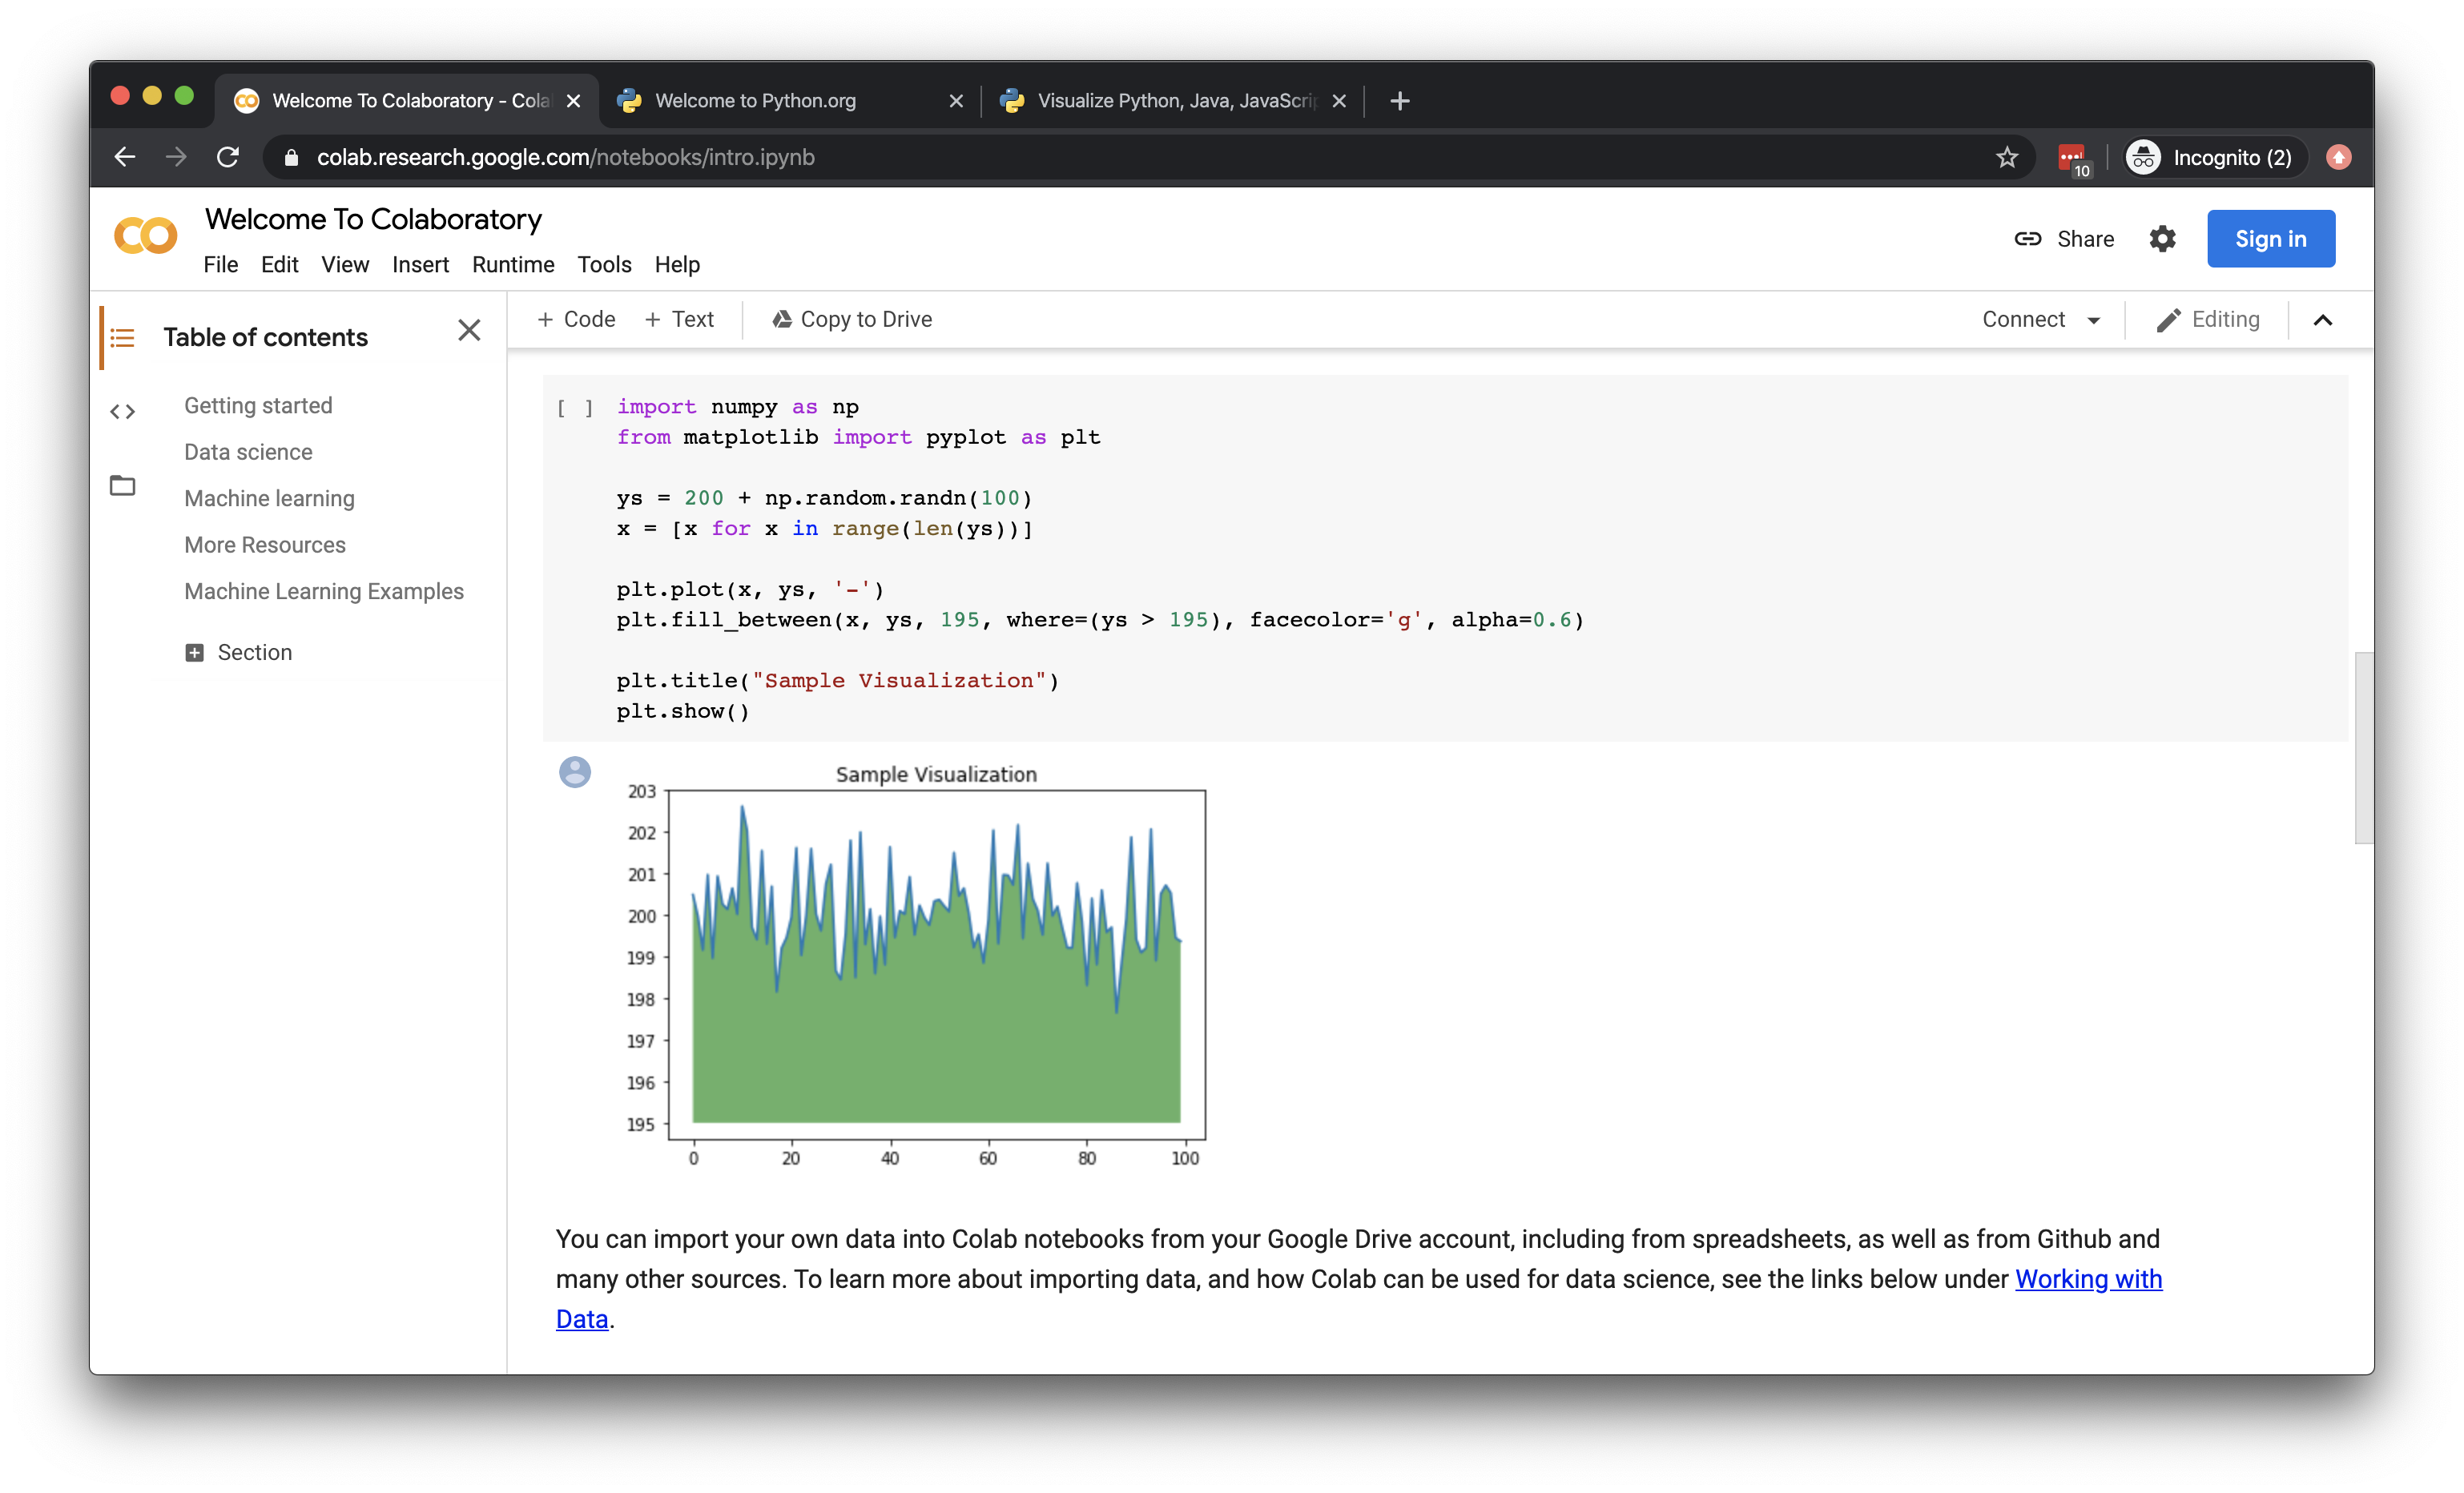 Welcome To Colaboratory - Cola
Welcome to Python.org
Visualize Python, Java, JavaScri
colab.research.google.com/notebooks/intro.ipynb
10
Incognito (2)
Welcome To Colaboratory
File Edit View Insert Runtime Tools Help
Share
Sign in
Table of contents
Getting started
Data science
Machine learning
More Resources
Machine Learning Examples
Section
+ Code + Text Copy to Drive
Connect Editing
[ ] import numpy as np
from matplotlib import pyplot as plt
ys = 200 + np.random.randn(100)
x = [x for x in range(len(ys))]
plt.plot(x, ys, '-')
plt.fill_between(x, ys, 195, where=(ys > 195), facecolor='g', alpha=0.6)
plt.title("Sample Visualization")
plt.show()
Sample Visualization
203
202
201
200
199
198
197
196
195
0 20 40 60 80 100
You can import your own data into Colab notebooks from your Google Drive account, including from spreadsheets, as well as from Github and
many other sources. To learn more about importing data, and how Colab can be used for data science, see the links below under Working with
Data.